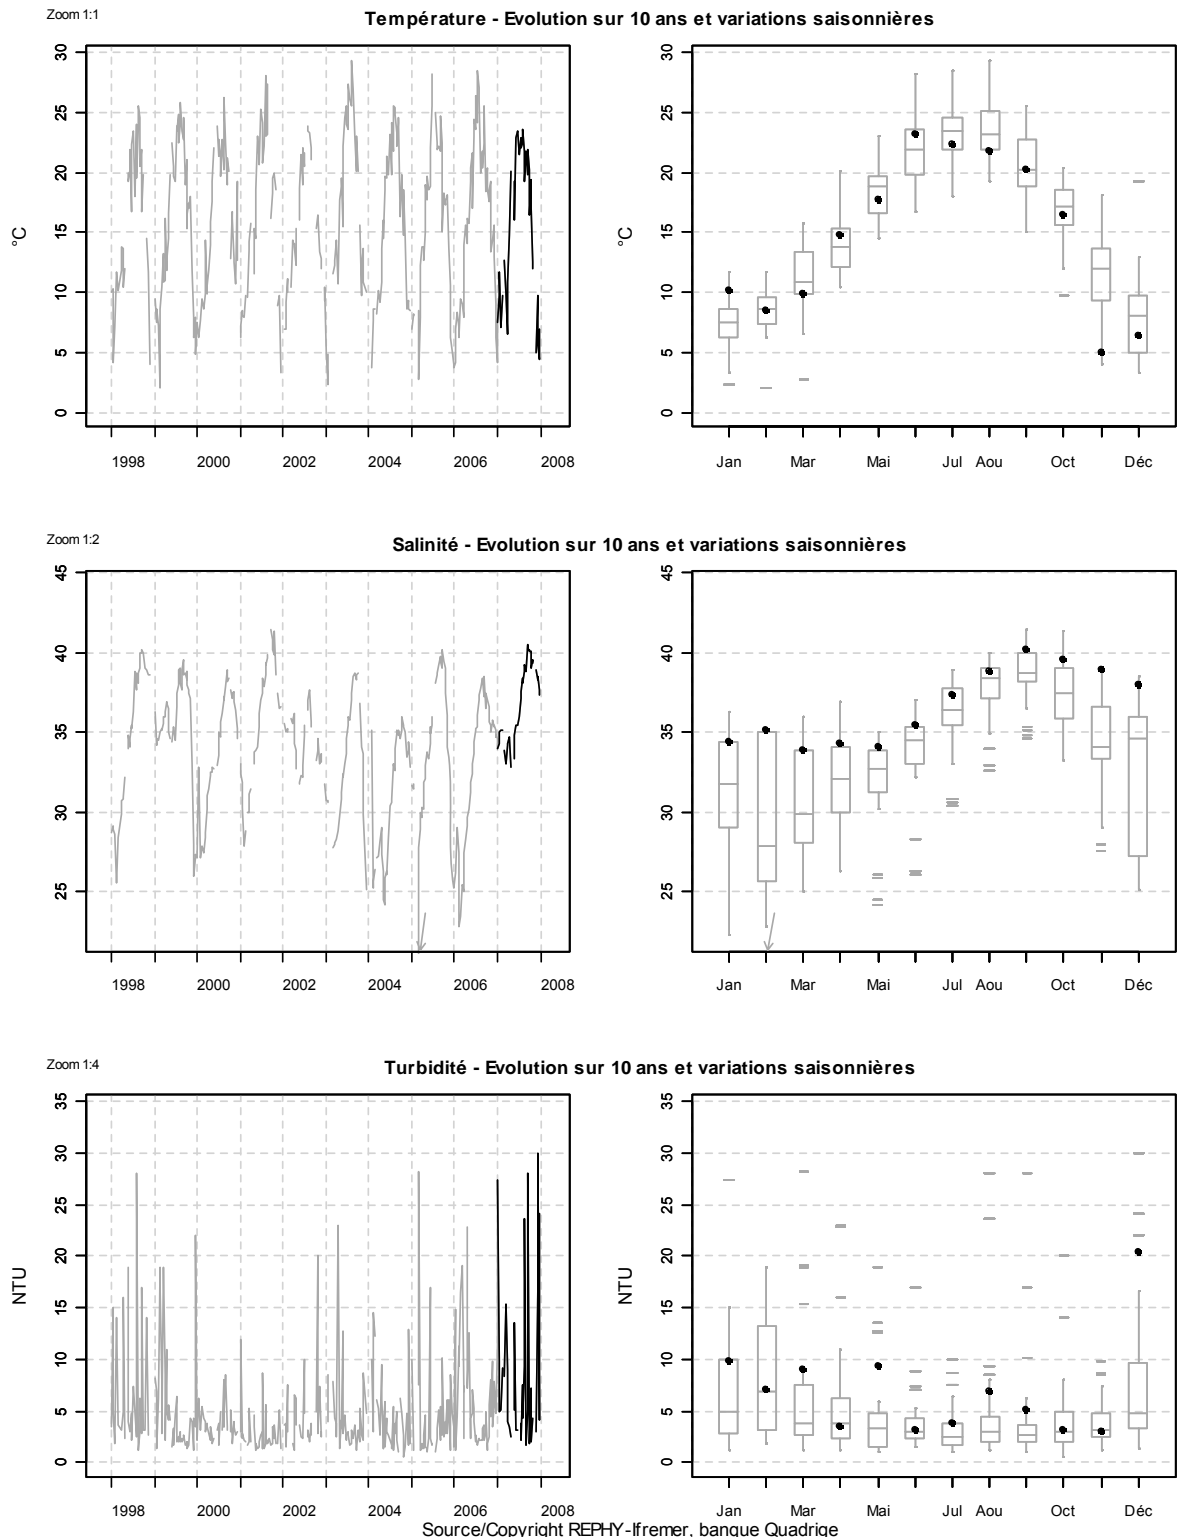 Zoom 1:1
Température - Evolution sur 10 ans et variations saisonnières
°C
30
25
20
15
10
5
0
1998 2000 2002 2004 2006 2008
°C
30
25
20
15
10
5
0
Jan Mar Mai Jul Aou Oct Déc
Zoom 1:2
Salinité - Evolution sur 10 ans et variations saisonnières
45
40
35
30
25
1998 2000 2002 2004 2006 2008
45
40
35
30
25
Jan Mar Mai Jul Aou Oct Déc
Zoom 1:4
Turbidité - Evolution sur 10 ans et variations saisonnières
NTU
35
30
25
20
15
10
5
0
1998 2000 2002 2004 2006 2008
NTU
35
30
25
20
15
10
5
0
Jan Mar Mai Jul Aou Oct Déc
Source/Copyright REPHY-Ifremer, banque Quadrige